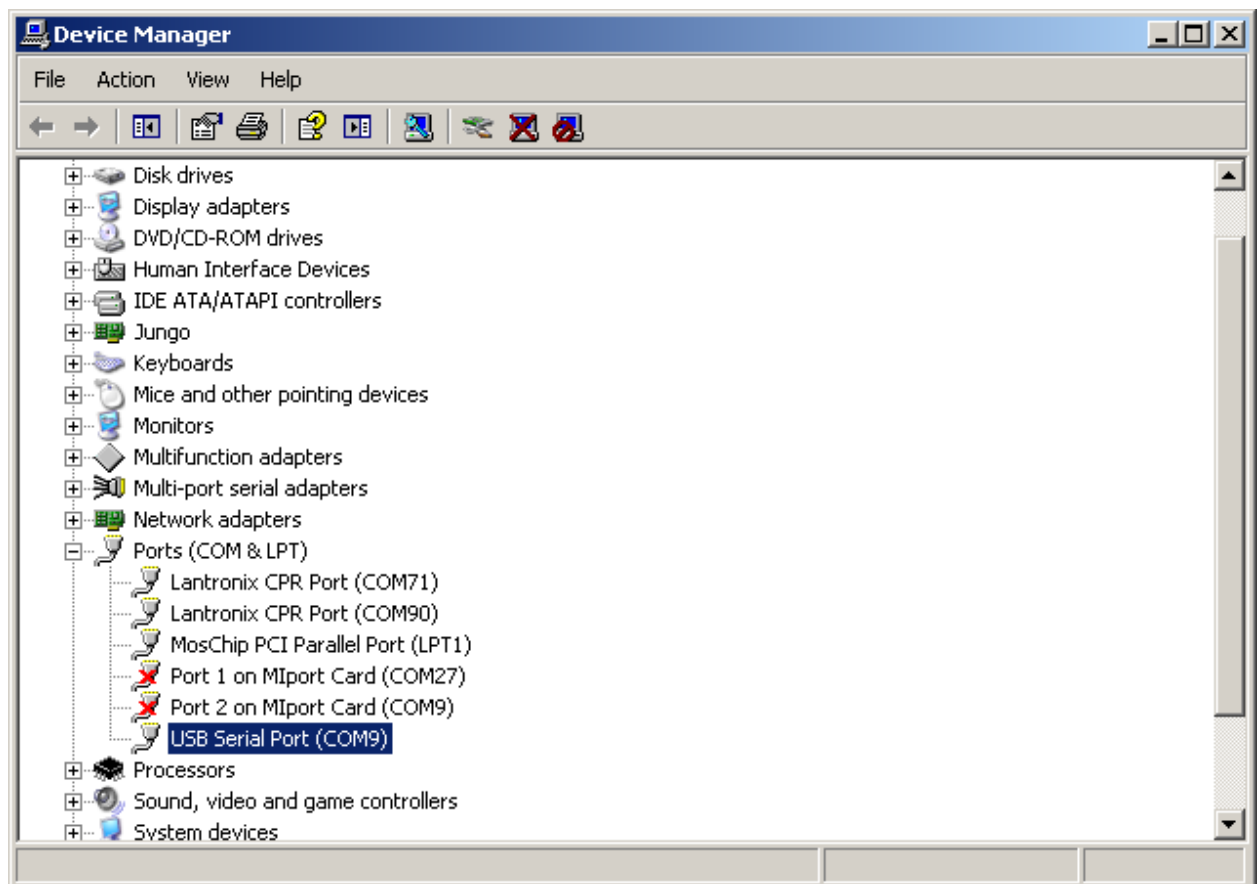 Device Manager
File Action View Help
Disk drives
Display adapters
DVD/CD-ROM drives
Human Interface Devices
IDE ATA/ATAPI controllers
Jungo
Keyboards
Mice and other pointing devices
Monitors
Multifunction adapters
Multi-port serial adapters
Network adapters
Ports (COM & LPT)
Lantronix CPR Port (COM71)
Lantronix CPR Port (COM90)
MosChip PCI Parallel Port (LPT1)
Port 1 on MIport Card (COM27)
Port 2 on MIport Card (COM9)
USB Serial Port (COM9)
Processors
Sound, video and game controllers
System devices